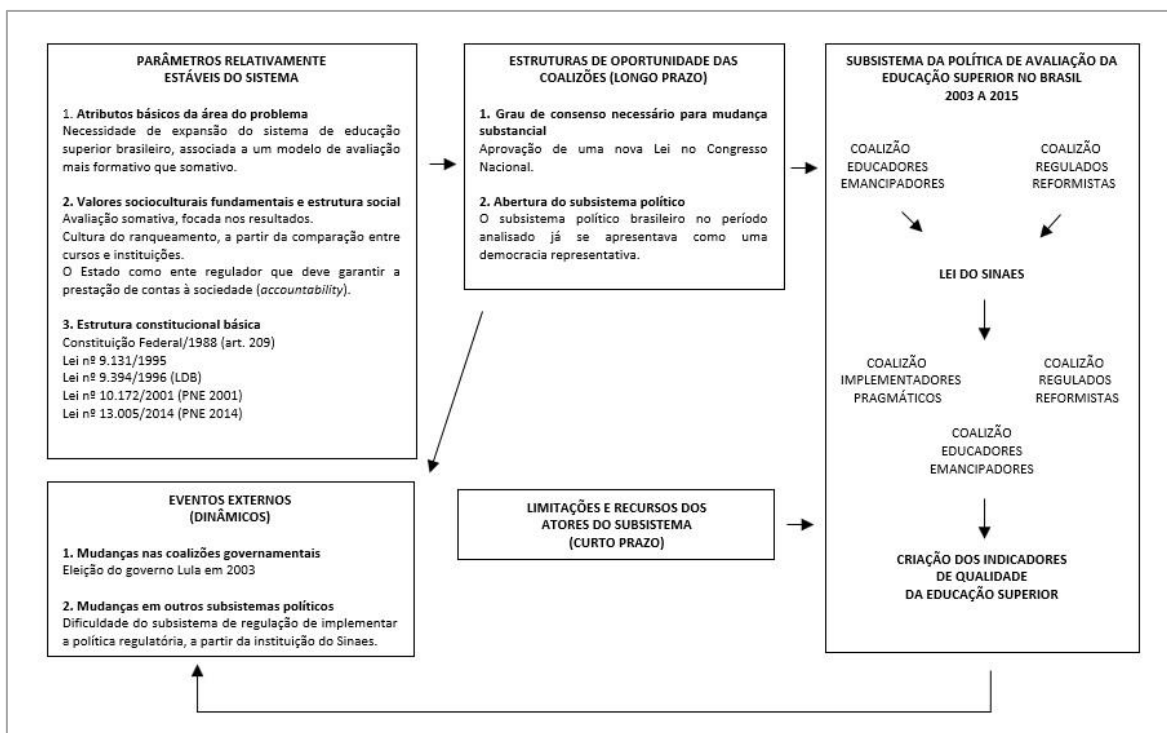 PARÂMETROS RELATIVAMENTE
ESTÁVEIS DO SISTEMA
1. Atributos básicos da área do problema
Necessidade de expansão do sistema de educação
superior brasileiro, associada a um modelo de avaliação
mais formativo que somativo.
2. Valores socioculturais fundamentais e estrutura social
Avaliação somativa, focada nos resultados.
Cultura do ranqueamento, a partir da comparação entre
cursos e instituições.
O Estado como ente regulador que deve garantir a
prestação de contas à sociedade (accountability).
3. Estrutura constitucional básica
Constituição Federal/1988 (art. 209)
Lei nº 9.131/1995
Lei nº 9.394/1996 (LDB)
Lei nº 10.172/2001 (PNE 2001)
Lei nº 13.005/2014 (PNE 2014)
ESTRUTURAS DE OPORTUNIDADE DAS
COALIZÕES (LONGO PRAZO)
1. Grau de consenso necessário para mudança
substancial
Aprovação de uma nova Lei no Congresso
Nacional.
2. Abertura do subsistema político
O subsistema político brasileiro no período
analisado já se apresentava como uma
democracia representativa.
SUBSISTEMA DA POLÍTICA DE AVALIAÇÃO DA
EDUCAÇÃO SUPERIOR NO BRASIL
2003 A 2015
COALIZÃO
EDUCADORES
EMANCIPADORES
COALIZÃO
REGULADOS
REFORMISTAS
LEI DO SINAES
COALIZÃO
IMPLEMENTADORES
PRAGMÁTICOS
COALIZÃO
REGULADOS
REFORMISTAS
COALIZÃO
EDUCADORES
EMANCIPADORES
CRIAÇÃO DOS INDICADORES
DE QUALIDADE
DA EDUCAÇÃO SUPERIOR
EVENTOS EXTERNOS
(DINÂMICOS)
1. Mudanças nas coalizões governamentais
Eleição do governo Lula em 2003
2. Mudanças em outros subsistemas políticos
Dificuldade do subsistema de regulação de implementar
a política regulatória, a partir da instituição do Sinaes.
LIMITAÇÕES E RECURSOS DOS
ATORES DO SUBSISTEMA
(CURTO PRAZO)